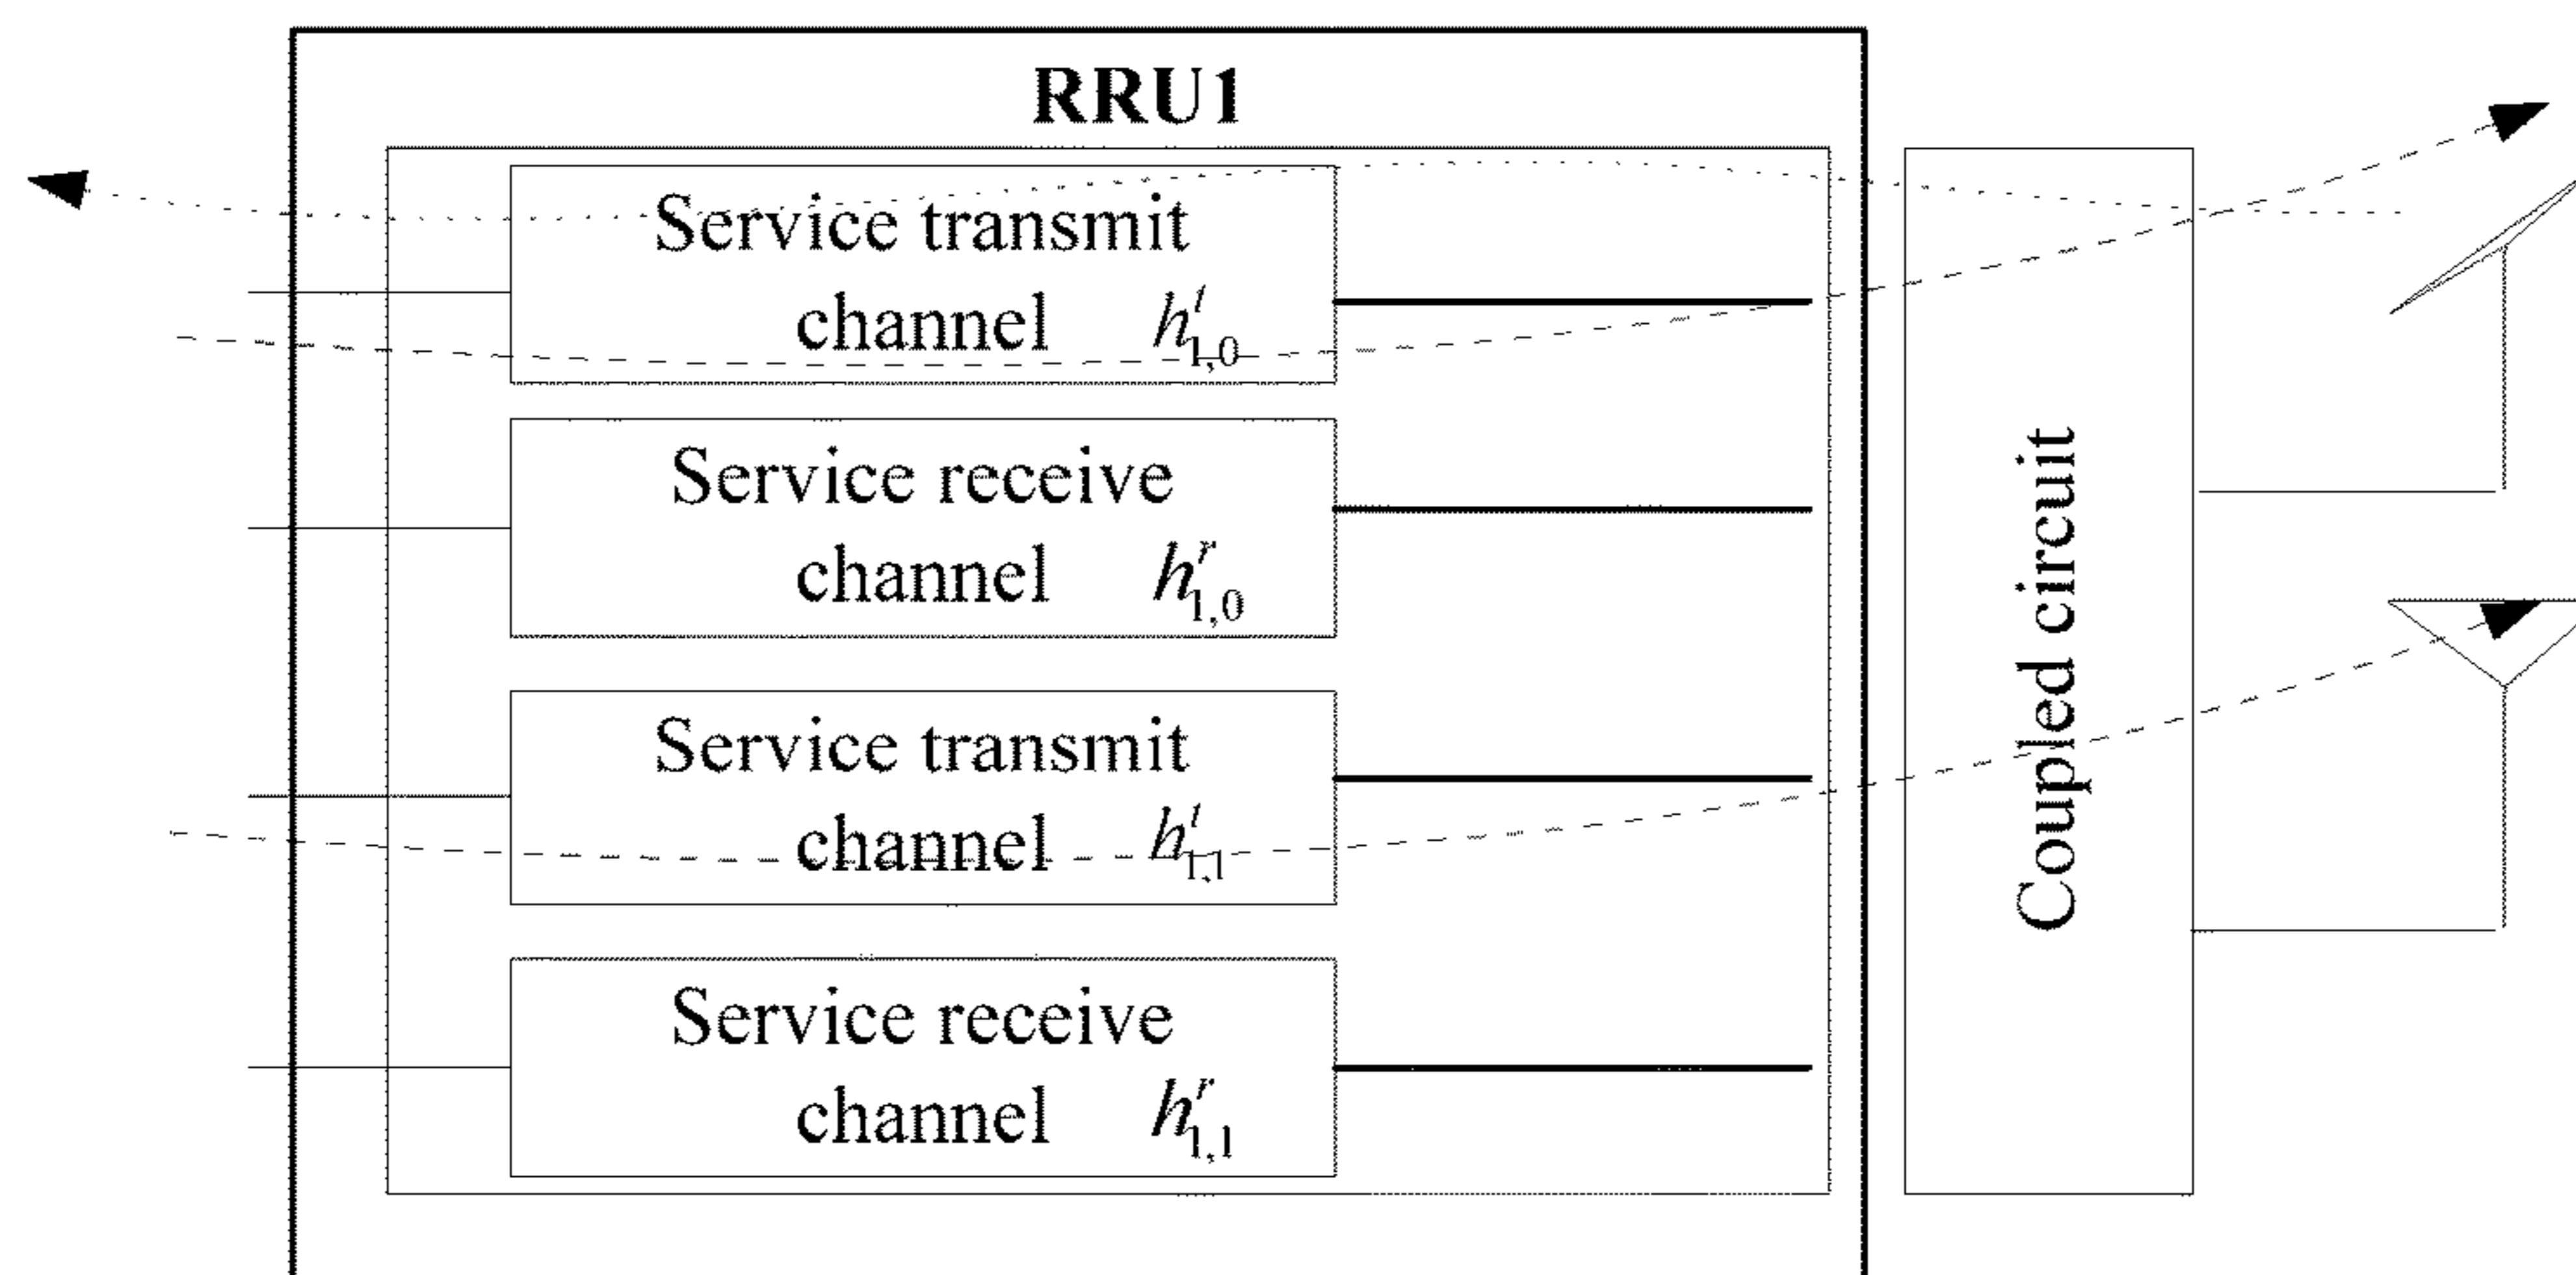 RRU1
Service transmit
channel h^t_{1,0}
Service receive
channel h^r_{1,0}
Service transmit
channel h^t_{1,1}
Service receive
channel h^r_{1,1}
Coupled circuit